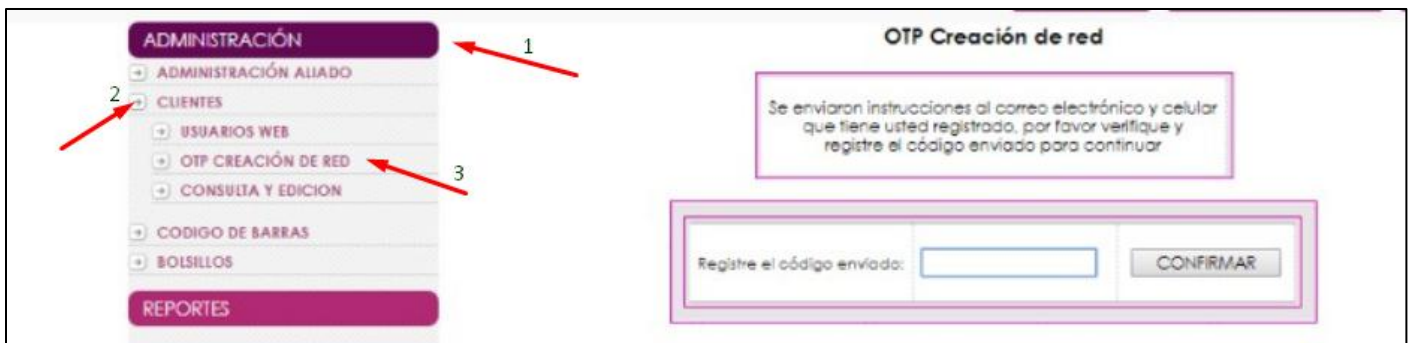 ADMINISTRACIÓN
1
ADMINISTRACIÓN ALIADO
2
CLIENTES
USUARIOS WEB
OTP CREACIÓN DE RED
3
CONSULTA Y EDICION
CODIGO DE BARRAS
BOLSILLOS
REPORTES
OTP Creación de red
Se enviaron instrucciones al correo electrónico y celular
que tiene usted registrado, por favor verifique y
registre el código enviado para continuar
Registre el código enviado:
CONFIRMAR